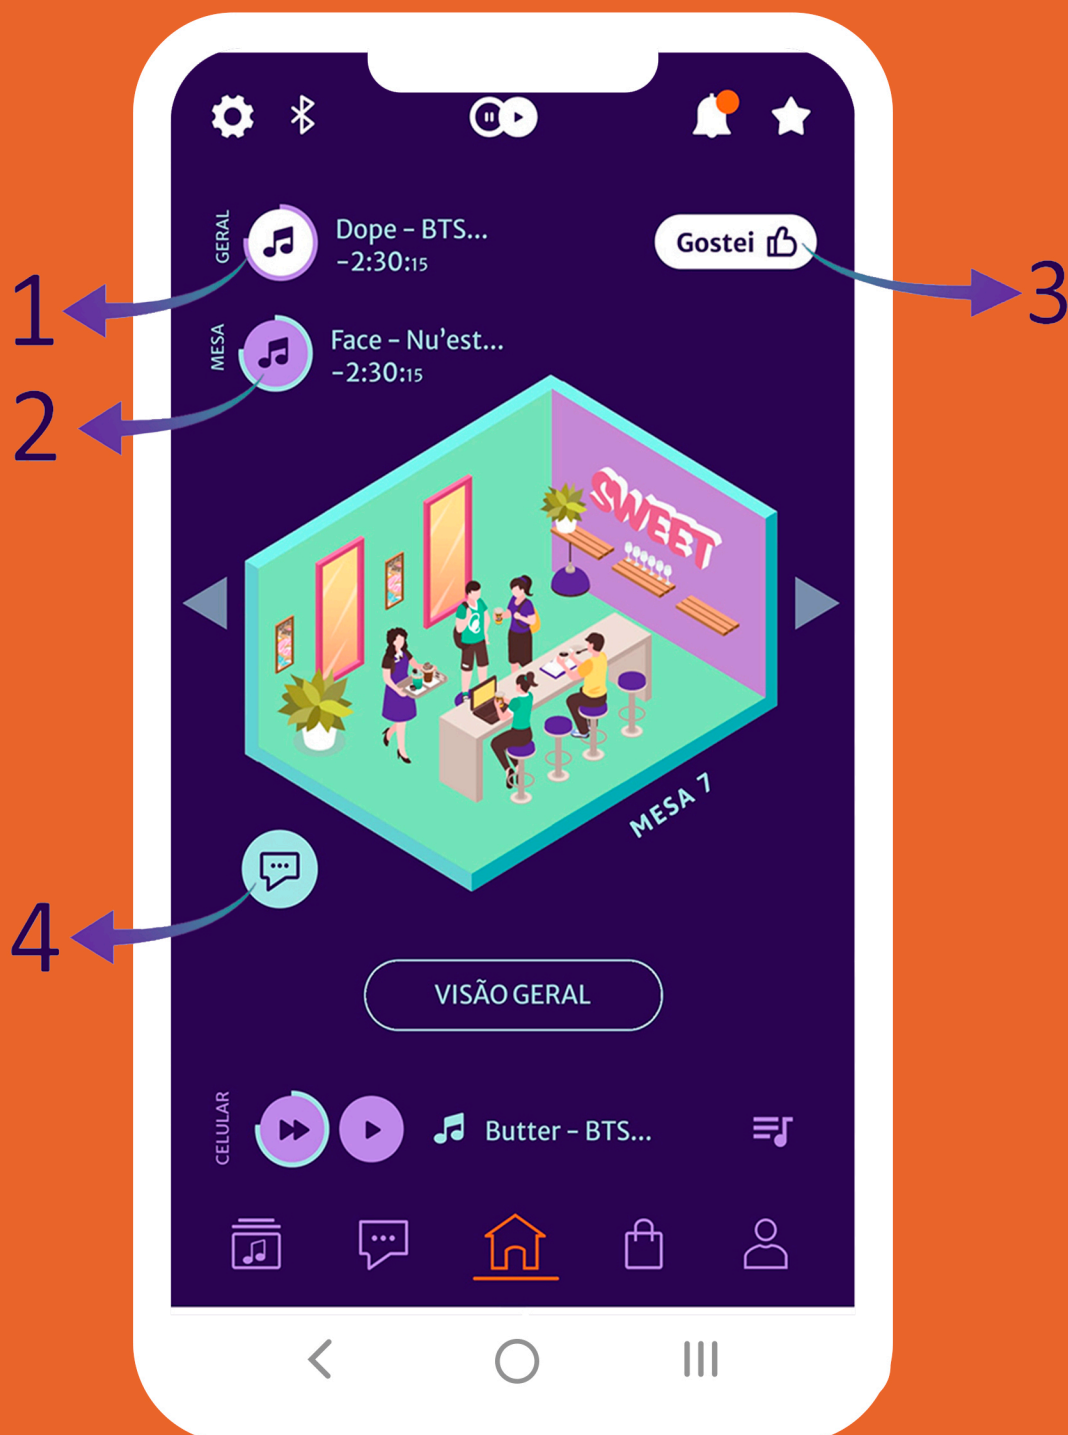 GERAL
Dope – BTS...
-2:30:15
Gostei
1
3
MESA
Face – Nu'est...
-2:30:15
2
SWEET
MESA 7
4
VISÃO GERAL
CELULAR
Butter – BTS...